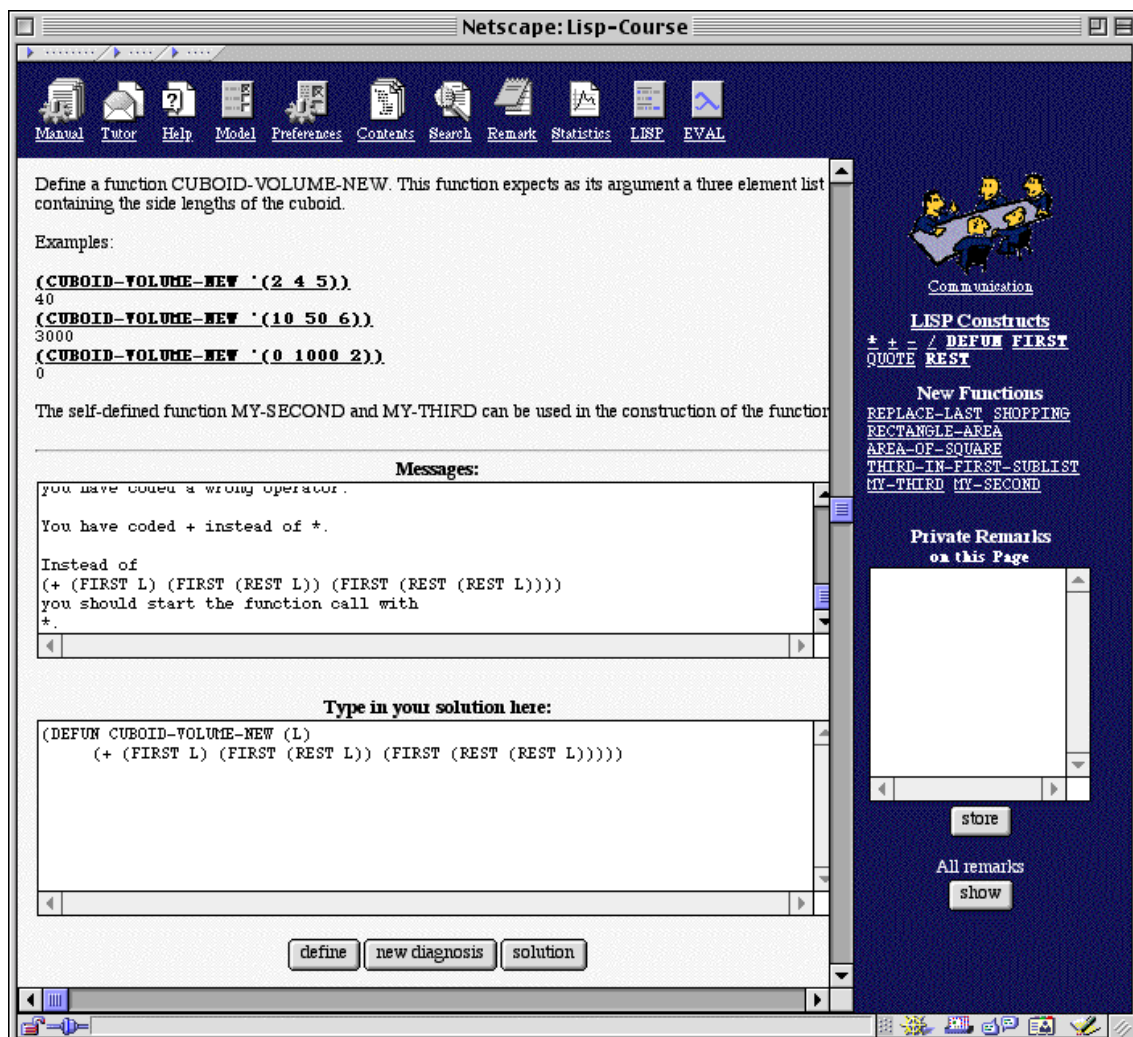 Netscape: Lisp-Course
Manual Tutor Help Model Preferences Contents Search Remark Statistics LISP EVAL
Define a function CUBOID-VOLUME-NEW. This function expects as its argument a three element list
containing the side lengths of the cuboid.
Examples:
(CUBOID-VOLUME-NEW '(2 4 5))
40
(CUBOID-VOLUME-NEW '(10 50 6))
3000
(CUBOID-VOLUME-NEW '(0 1000 2))
0
The self-defined function MY-SECOND and MY-THIRD can be used in the construction of the function
Messages:
you have coded a wrong operator.
You have coded + instead of *.
Instead of
(+ (FIRST L) (FIRST (REST L)) (FIRST (REST (REST L))))
you should start the function call with
*.
Type in your solution here:
(DEFUN CUBOID-VOLUME-NEW (L)
(+ (FIRST L) (FIRST (REST L)) (FIRST (REST (REST L)))))
define new diagnosis solution
Communication
LISP Constructs
* + - / DEFUN FIRST
QUOTE REST
New Functions
REPLACE-LAST SHOPPING
RECTANGLE-AREA
AREA-OF-SQUARE
THIRD-IN-FIRST-SUBLIST
MY-THIRD MY-SECOND
Private Remarks
on this Page
store
All remarks
show